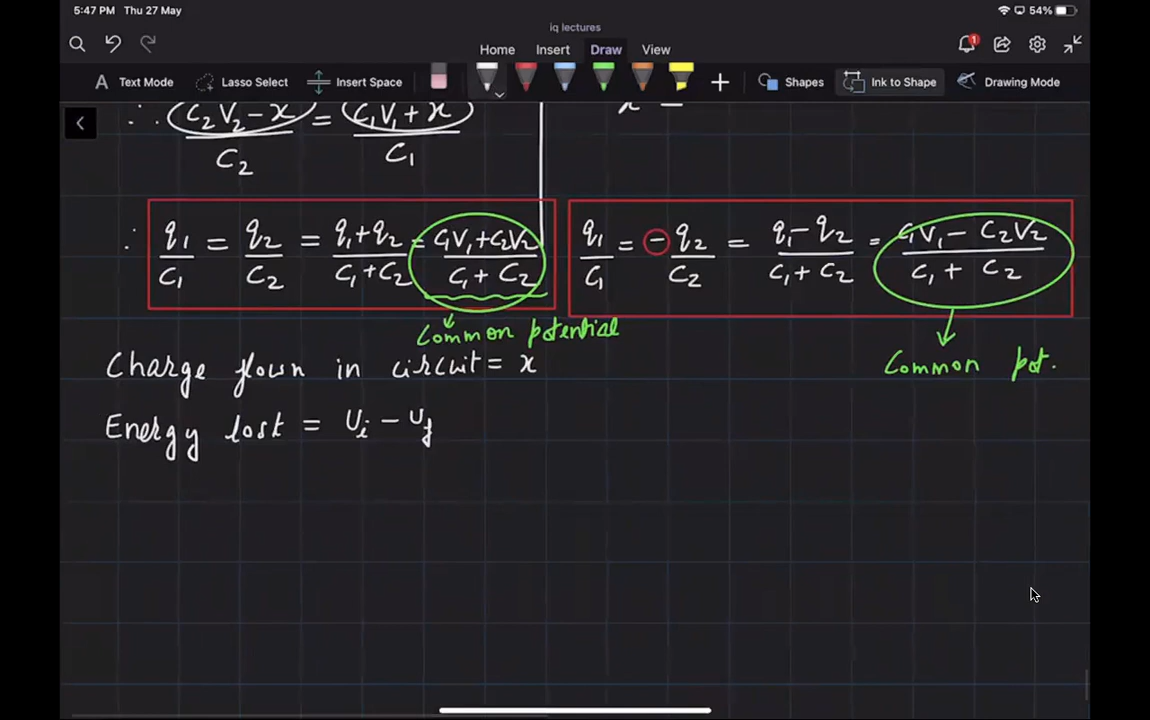 5:47 PM Thu 27 May
54%
iq lectures
Home Insert Draw View
1
A Text Mode Lasso Select Insert Space Shapes Ink to Shape Drawing Mode
∴ (C₂V₂ - x)/C₂ = (C₁V₁ + x)/C₁
x =
∴ q₁/C₁ = q₂/C₂ = (q₁+q₂)/(C₁+C₂) = (C₁V₁+C₂V₂)/(C₁+C₂)
q₁/C₁ = -q₂/C₂ = (q₁-q₂)/(C₁+C₂) = (C₁V₁ - C₂V₂)/(C₁ + C₂)
Common potential
Common pot.
Charge flown in circuit = x
Energy lost = Uᵢ - U_f